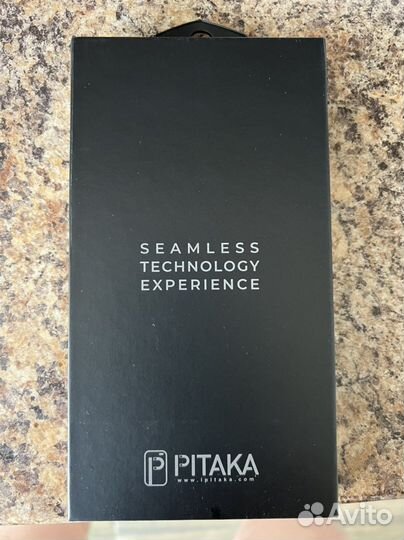 SEAMLESS
TECHNOLOGY
EXPERIENCE
PITAKA
www.ipitaka.com
Avito